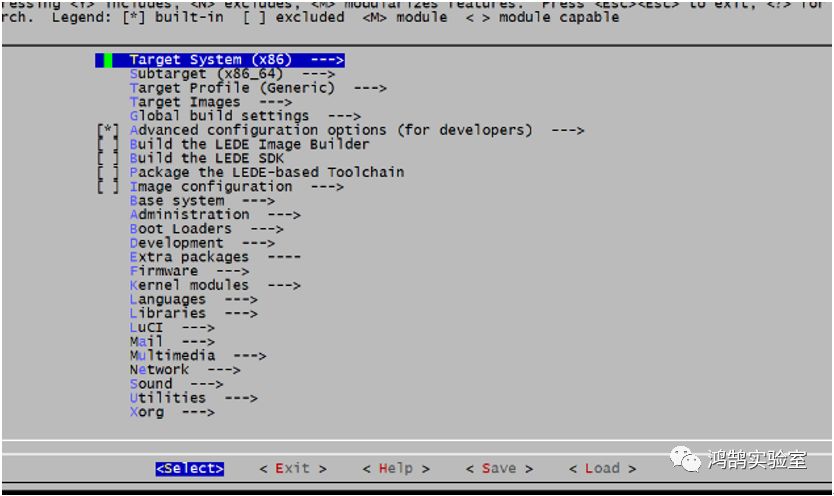 ressing <Y> includes, <N> excludes, <M> modularizes features.  Press <Esc><Esc> to exit, <?> for
rch.  Legend: [*] built-in  [ ] excluded  <M> module  < > module capable
Target System (x86)  --->
Subtarget (x86_64)  --->
Target Profile (Generic)  --->
Target Images  --->
Global build settings  --->
[*] Advanced configuration options (for developers)  --->
[ ] Build the LEDE Image Builder
[ ] Build the LEDE SDK
[ ] Package the LEDE-based Toolchain
[ ] Image configuration  --->
Base system  --->
Administration  --->
Boot Loaders  --->
Development  --->
Extra packages  ----
Firmware  --->
Kernel modules  --->
Languages  --->
Libraries  --->
LuCI  --->
Mail  --->
Multimedia  --->
Network  --->
Sound  --->
Utilities  --->
Xorg  --->
<Select>    < Exit >    < Help >    < Save >    < Load >
鸿鹄实验室